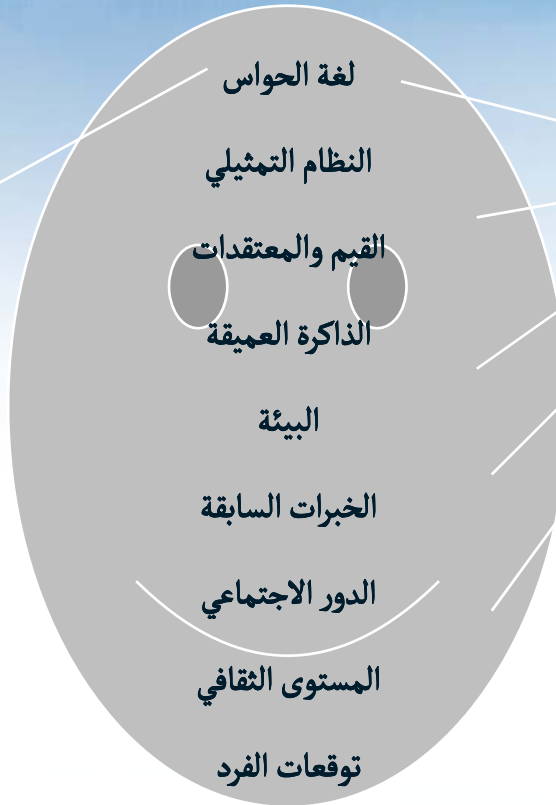 لغة الحواس
النظام التمثيلي
القيم والمعتقدات
الذاكرة العميقة
البيئة
الخبرات السابقة
الدور الاجتماعي
المستوى الثقافي
توقعات الفرد